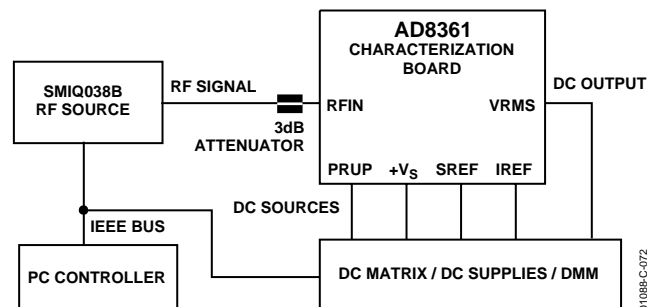 AD8361
CHARACTERIZATION
BOARD
SMIQ038B
RF SOURCE
RF SIGNAL
3dB
ATTENUATOR
RFIN
VRMS
DC OUTPUT
PRUP
+VS
SREF
IREF
DC SOURCES
IEEE BUS
PC CONTROLLER
DC MATRIX / DC SUPPLIES / DMM
01088-C-072